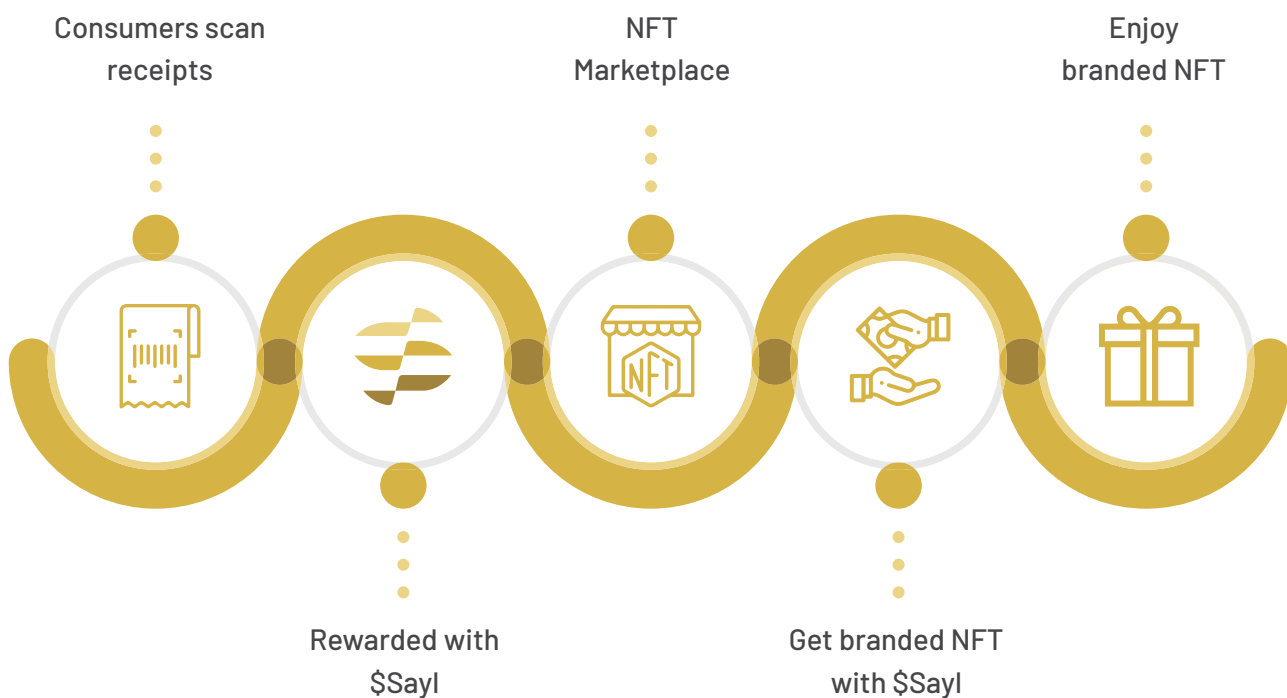 Consumers scan
receipts
Rewarded with
$Sayl
NFT
Marketplace
NFT
Get branded NFT
with $Sayl
Enjoy
branded NFT